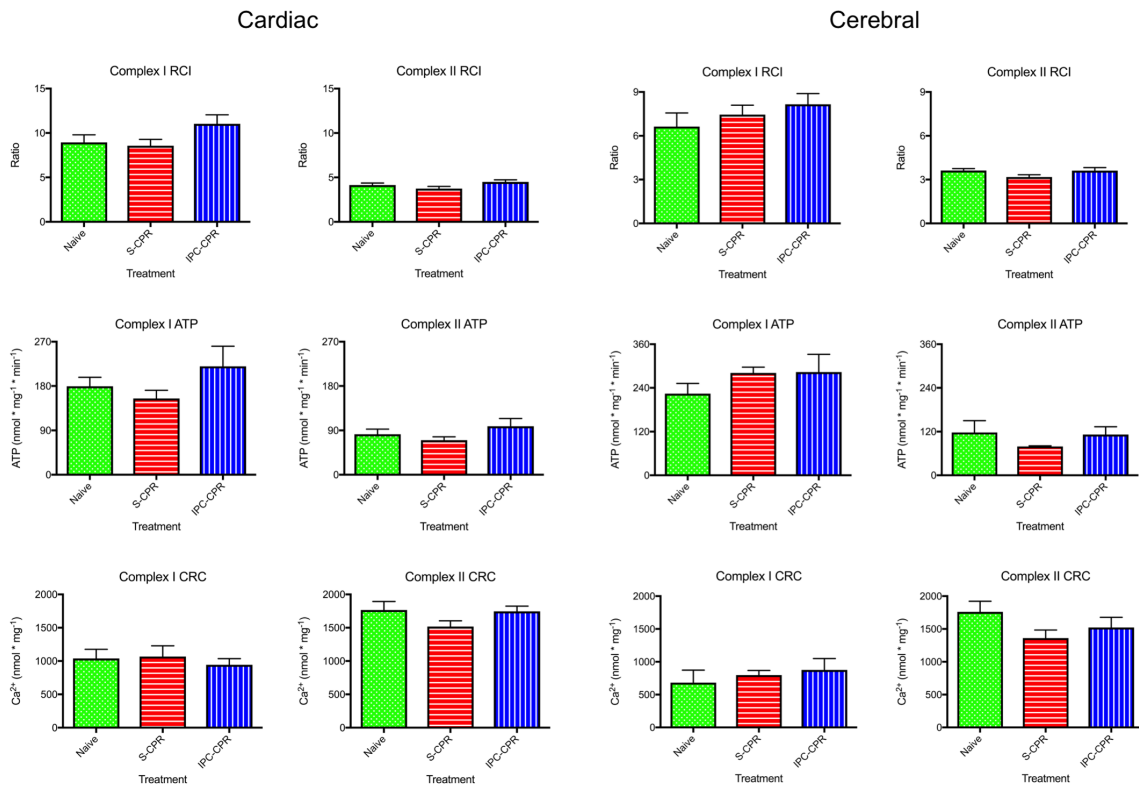 Cardiac
Cerebral
Complex I RCI
15
10
5
0
Ratio
Naive
S-CPR
IPC-CPR
Treatment
Complex II RCI
15
10
5
0
Ratio
Naive
S-CPR
IPC-CPR
Treatment
Complex I RCI
9
6
3
0
Ratio
Naive
S-CPR
IPC-CPR
Treatment
Complex II RCI
9
6
3
0
Ratio
Naive
S-CPR
IPC-CPR
Treatment
Complex I ATP
270
180
90
0
ATP (nmol * mg⁻¹ * min⁻¹)
Naive
S-CPR
IPC-CPR
Treatment
Complex II ATP
270
180
90
0
ATP (nmol * mg⁻¹ * min⁻¹)
Naive
S-CPR
IPC-CPR
Treatment
Complex I ATP
360
240
120
0
ATP (nmol * mg⁻¹ * min⁻¹)
Naive
S-CPR
IPC-CPR
Treatment
Complex II ATP
360
240
120
0
ATP (nmol * mg⁻¹ * min⁻¹)
Naive
S-CPR
IPC-CPR
Treatment
Complex I CRC
2000
1500
1000
500
0
Ca²⁺ (nmol * mg⁻¹)
Naive
S-CPR
IPC-CPR
Treatment
Complex II CRC
2000
1500
1000
500
0
Ca²⁺ (nmol * mg⁻¹)
Naive
S-CPR
IPC-CPR
Treatment
Complex I CRC
2000
1500
1000
500
0
Ca²⁺ (nmol * mg⁻¹)
Naive
S-CPR
IPC-CPR
Treatment
Complex II CRC
2000
1500
1000
500
0
Ca²⁺ (nmol * mg⁻¹)
Naive
S-CPR
IPC-CPR
Treatment